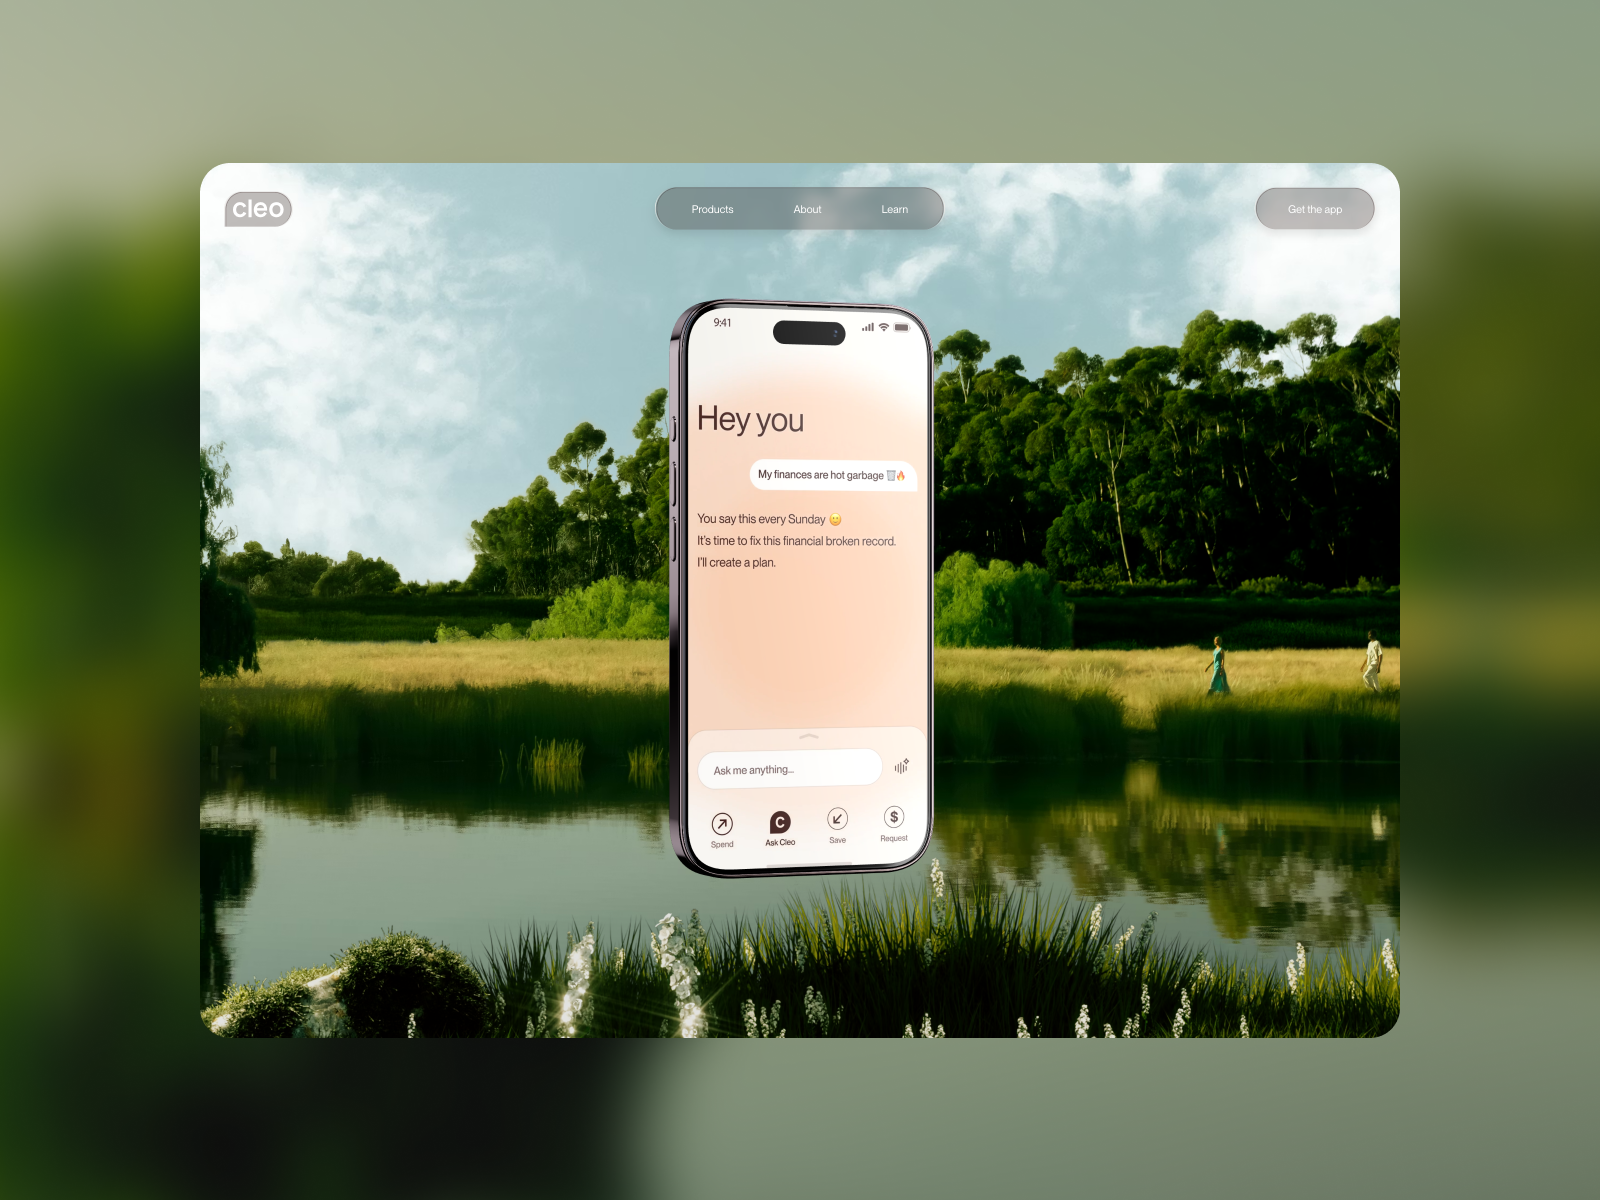 cleo
Products About Learn
Get the app
9:41
Hey you
My finances are hot garbage 🗑️🔥
You say this every Sunday 🙂
It's time to fix this financial broken record.
I'll create a plan.
Ask me anything...
Spend
C
Ask Cleo
Save
$
Request